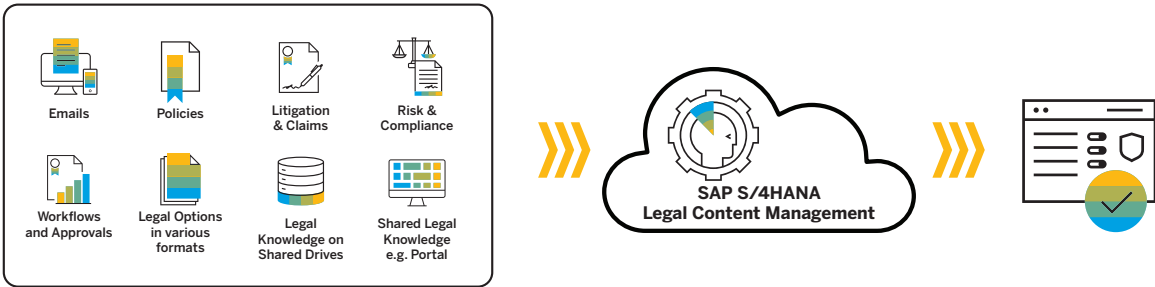 Emails
Policies
Litigation
& Claims
Risk &
Compliance
Workflows
and Approvals
Legal Options
in various
formats
Legal
Knowledge on
Shared Drives
Shared Legal
Knowledge
e.g. Portal
SAP S/4HANA
Legal Content Management